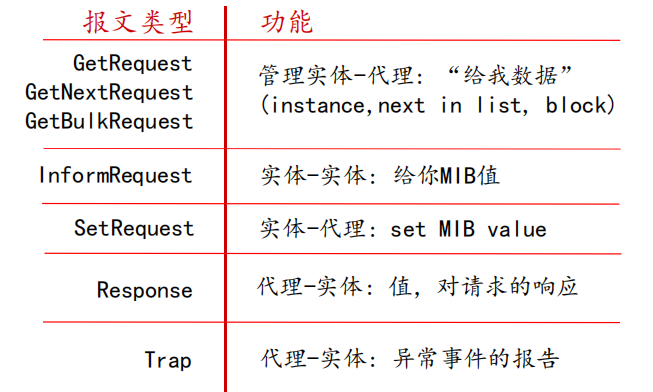 报文类型 功能
GetRequest
GetNextRequest
GetBulkRequest
管理实体-代理: “给我数据”
(instance,next in list, block)
InformRequest 实体-实体: 给你MIB值
SetRequest 实体-代理: set MIB value
Response 代理-实体: 值, 对请求的响应
Trap 代理-实体: 异常事件的报告